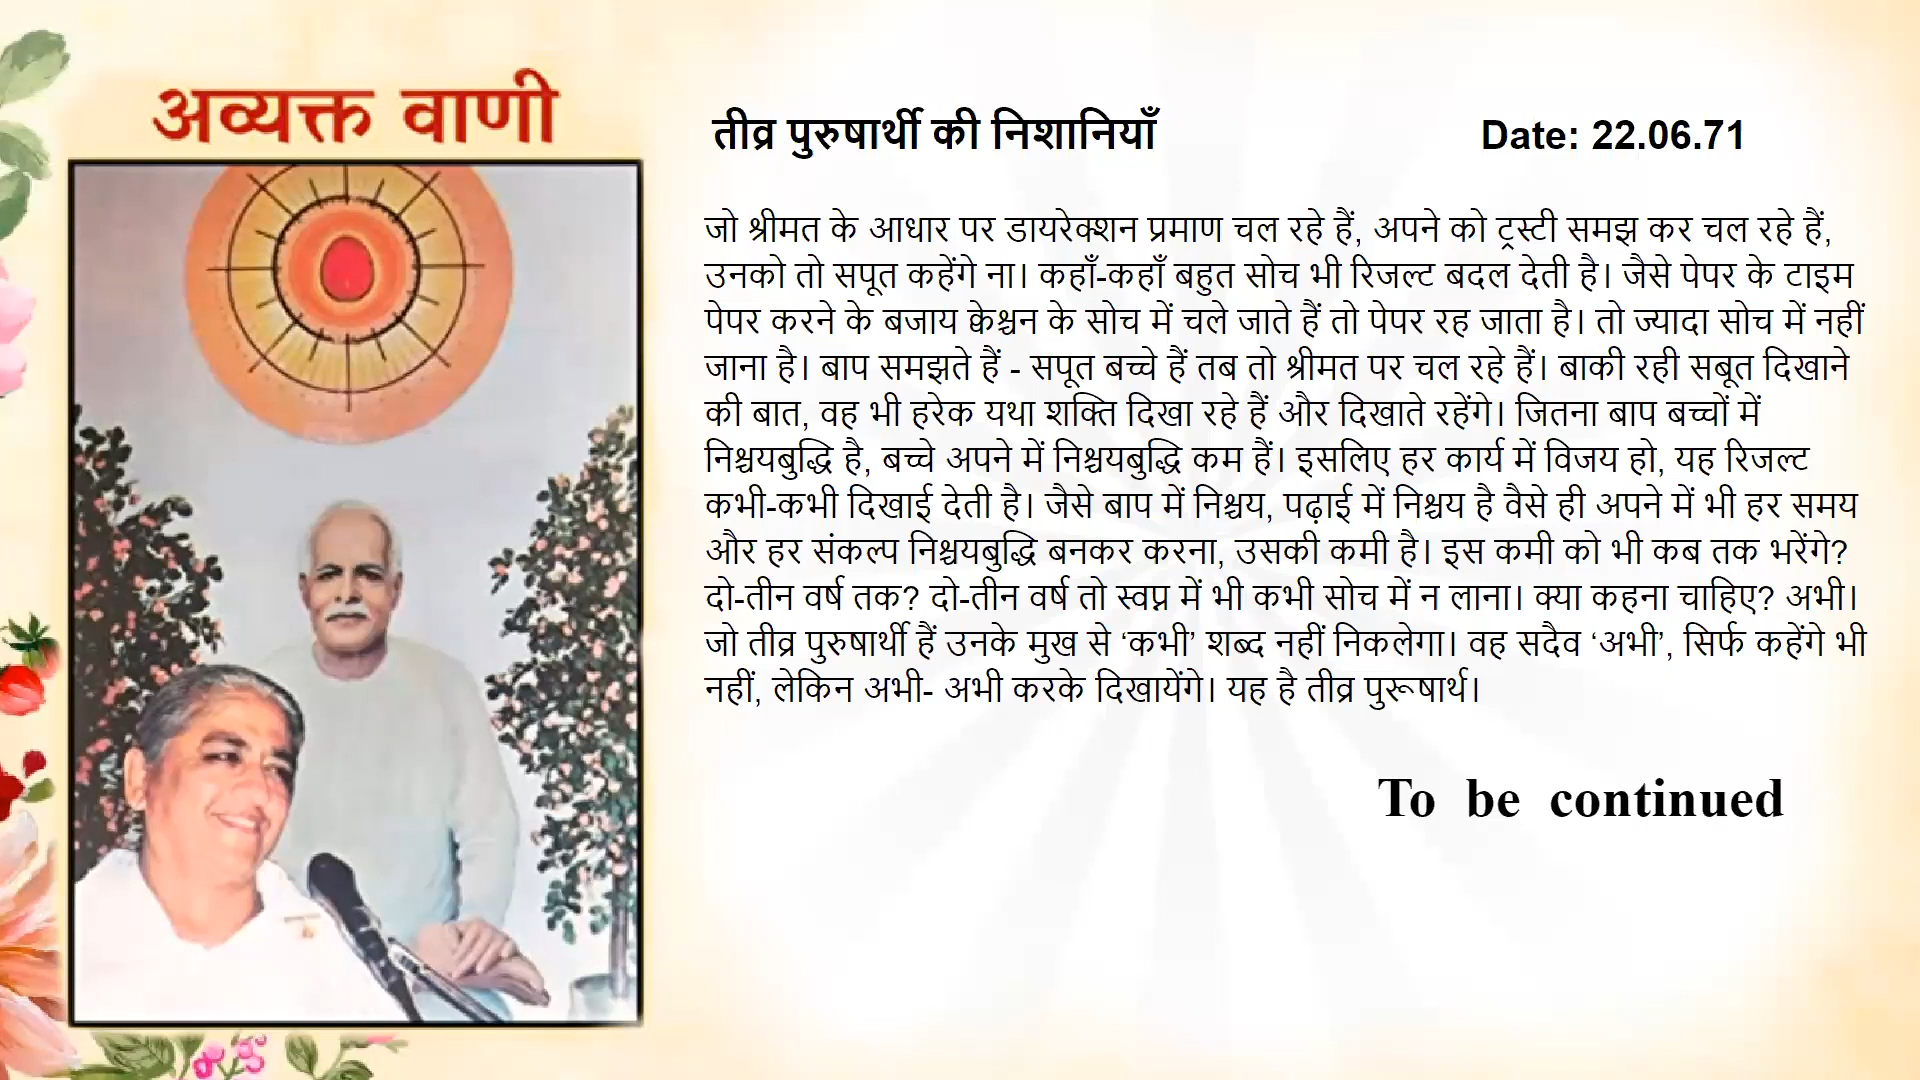 अव्यक्त वाणी
तीव्र पुरुषार्थी की निशानियाँ
Date: 22.06.71
जो श्रीमत के आधार पर डायरेक्शन प्रमाण चल रहे हैं, अपने को ट्रस्टी समझ कर चल रहे हैं,
उनको तो सपूत कहेंगे ना। कहाँ-कहाँ बहुत सोच भी रिजल्ट बदल देती है। जैसे पेपर के टाइम
पेपर करने के बजाय क्वेश्चन के सोच में चले जाते हैं तो पेपर रह जाता है। तो ज्यादा सोच में नहीं
जाना है। बाप समझते हैं - सपूत बच्चे हैं तब तो श्रीमत पर चल रहे हैं। बाकी रही सबूत दिखाने
की बात, वह भी हरेक यथा शक्ति दिखा रहे हैं और दिखाते रहेंगे। जितना बाप बच्चों में
निश्चयबुद्धि है, बच्चे अपने में निश्चयबुद्धि कम हैं। इसलिए हर कार्य में विजय हो, यह रिजल्ट
कभी-कभी दिखाई देती है। जैसे बाप में निश्चय, पढ़ाई में निश्चय है वैसे ही अपने में भी हर समय
और हर संकल्प निश्चयबुद्धि बनकर करना, उसकी कमी है। इस कमी को भी कब तक भरेंगे?
दो-तीन वर्ष तक? दो-तीन वर्ष तो स्वप्न में भी कभी सोच में न लाना। क्या कहना चाहिए? अभी।
जो तीव्र पुरुषार्थी हैं उनके मुख से ‘कभी’ शब्द नहीं निकलेगा। वह सदैव ‘अभी’, सिर्फ कहेंगे भी
नहीं, लेकिन अभी- अभी करके दिखायेंगे। यह है तीव्र पुरूषार्थ।
To be continued